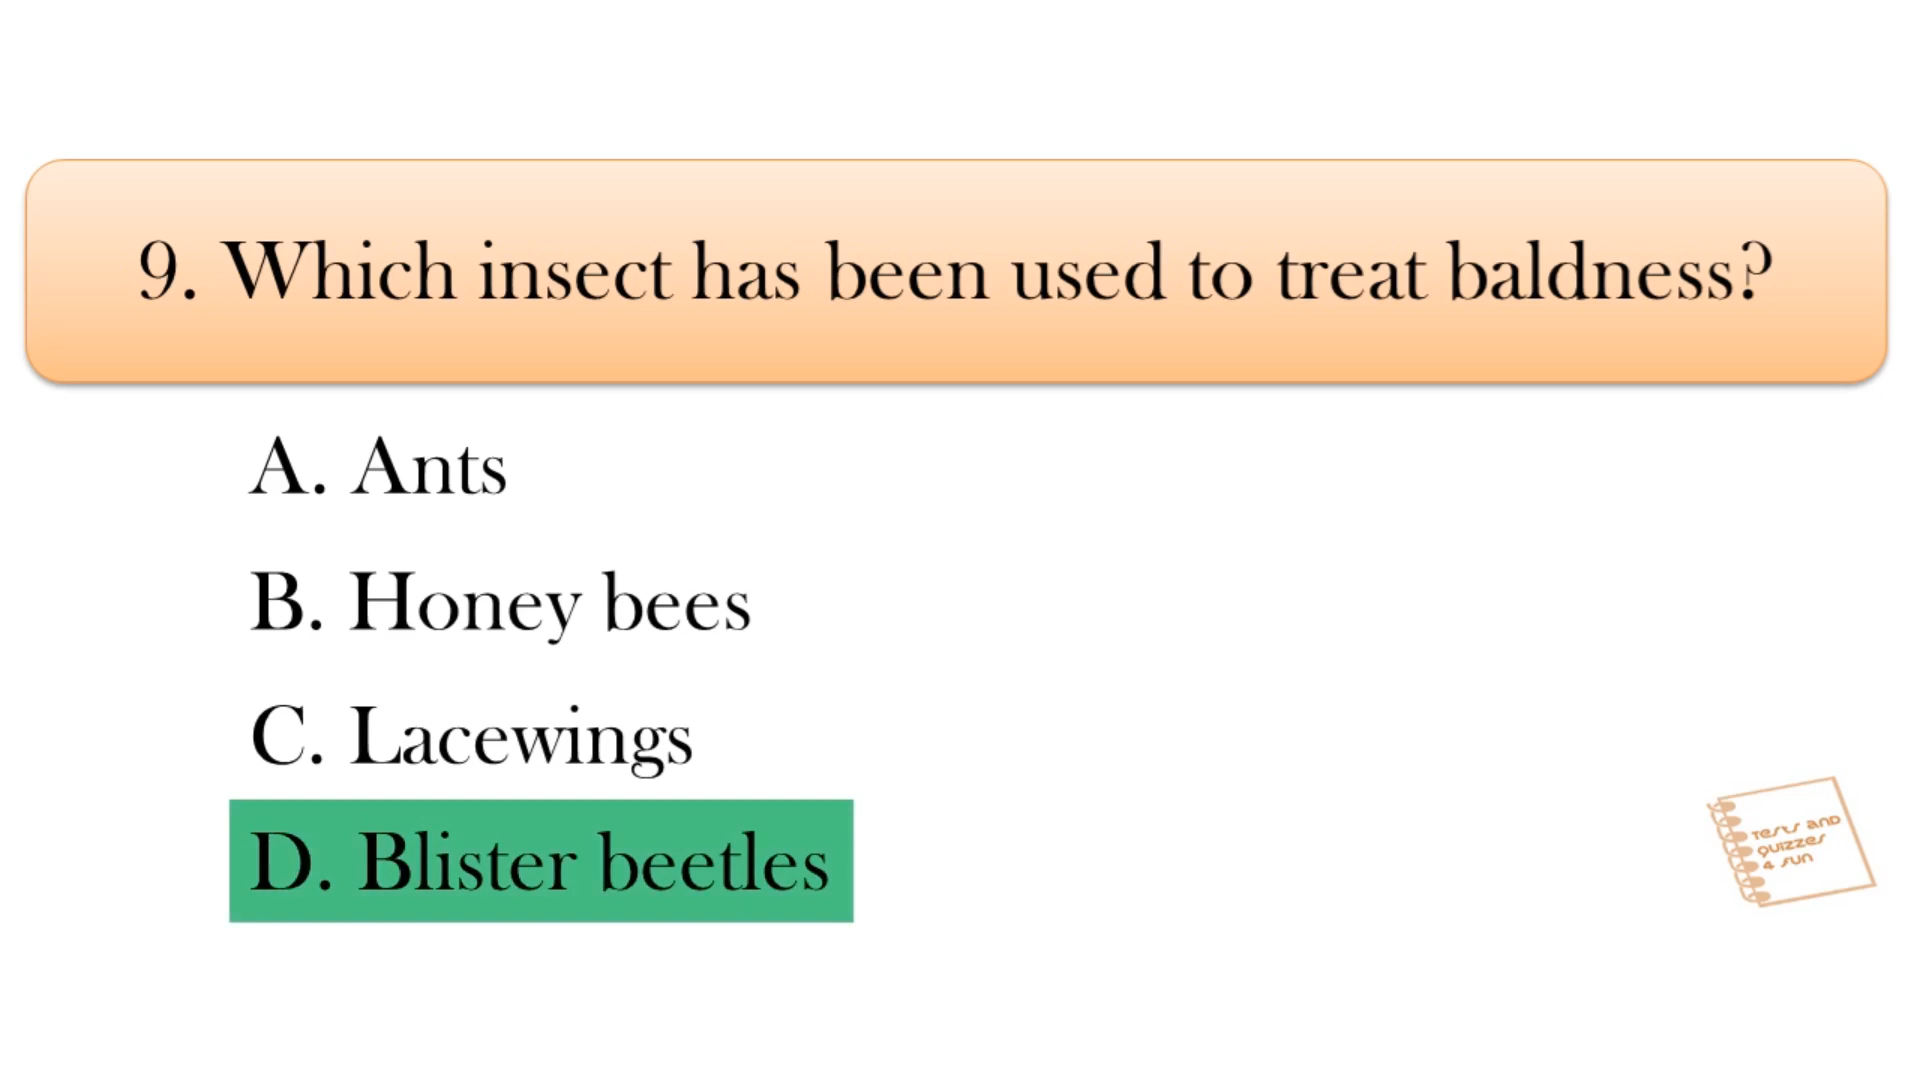 9. Which insect has been used to treat baldness?
A. Ants
B. Honey bees
C. Lacewings
D. Blister beetles
Tests and
Quizzes
4 sun